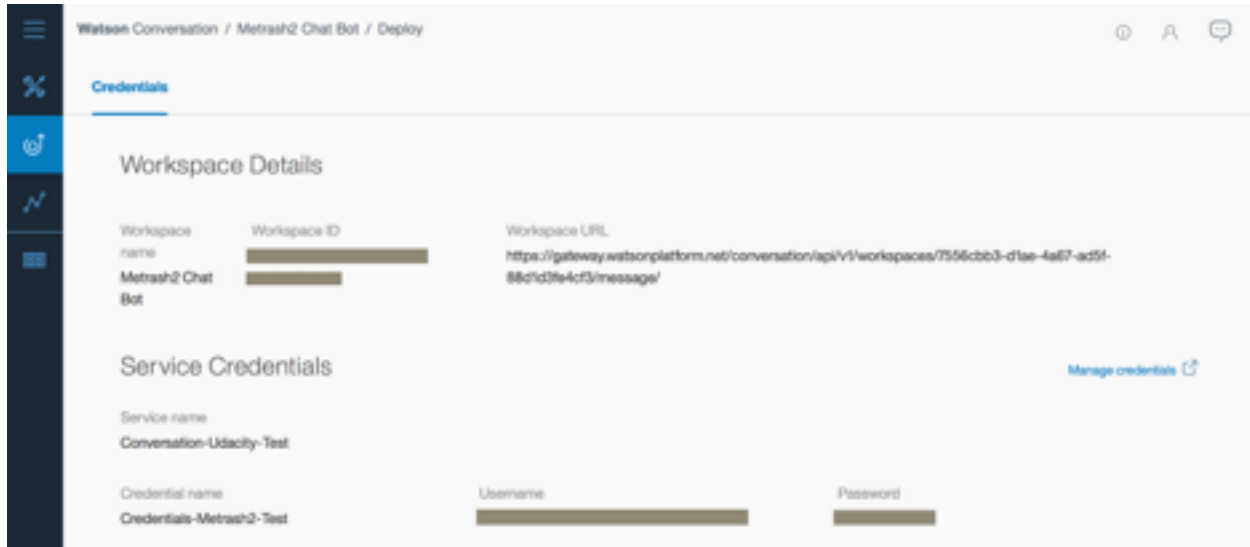 Watson Conversation / Metrash2 Chat Bot / Deploy
Credentials
Workspace Details
Workspace name
Metrash2 Chat Bot
Workspace ID
Workspace URL
https://gateway.watsonplatform.net/conversation/api/v1/workspaces/7556cbb3-d1ae-4a67-ad5f-
88d1d3fe4cf3/message/
Service Credentials
Manage credentials
Service name
Conversation-Udacity-Test
Credential name
Credentials-Metrash2-Test
Username
Password